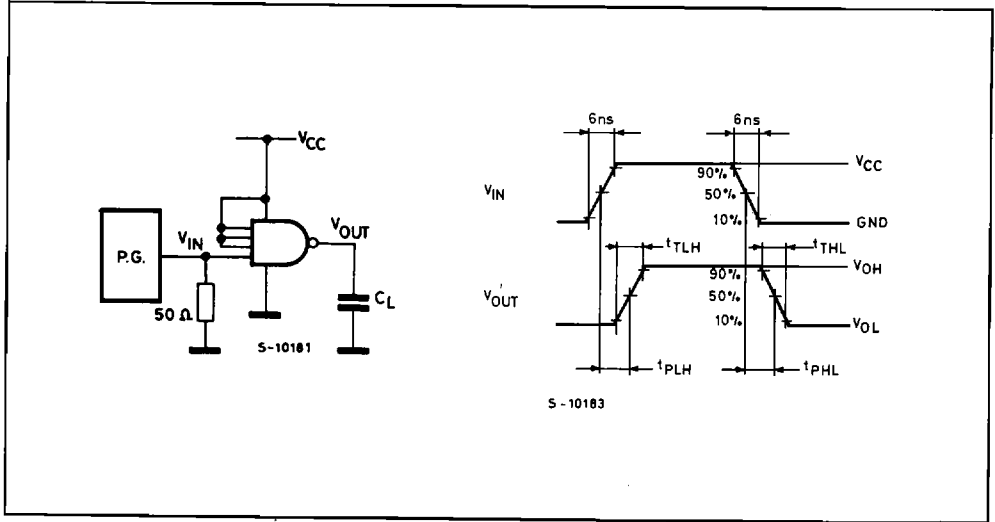 VCC
P.G.
VIN
VOUT
50 Ω
CL
S-10181
6ns
6ns
VIN
90%
50%
10%
VCC
GND
tTLH
tTHL
V'OUT
90%
50%
10%
VOH
VOL
tPLH
tPHL
S-10183